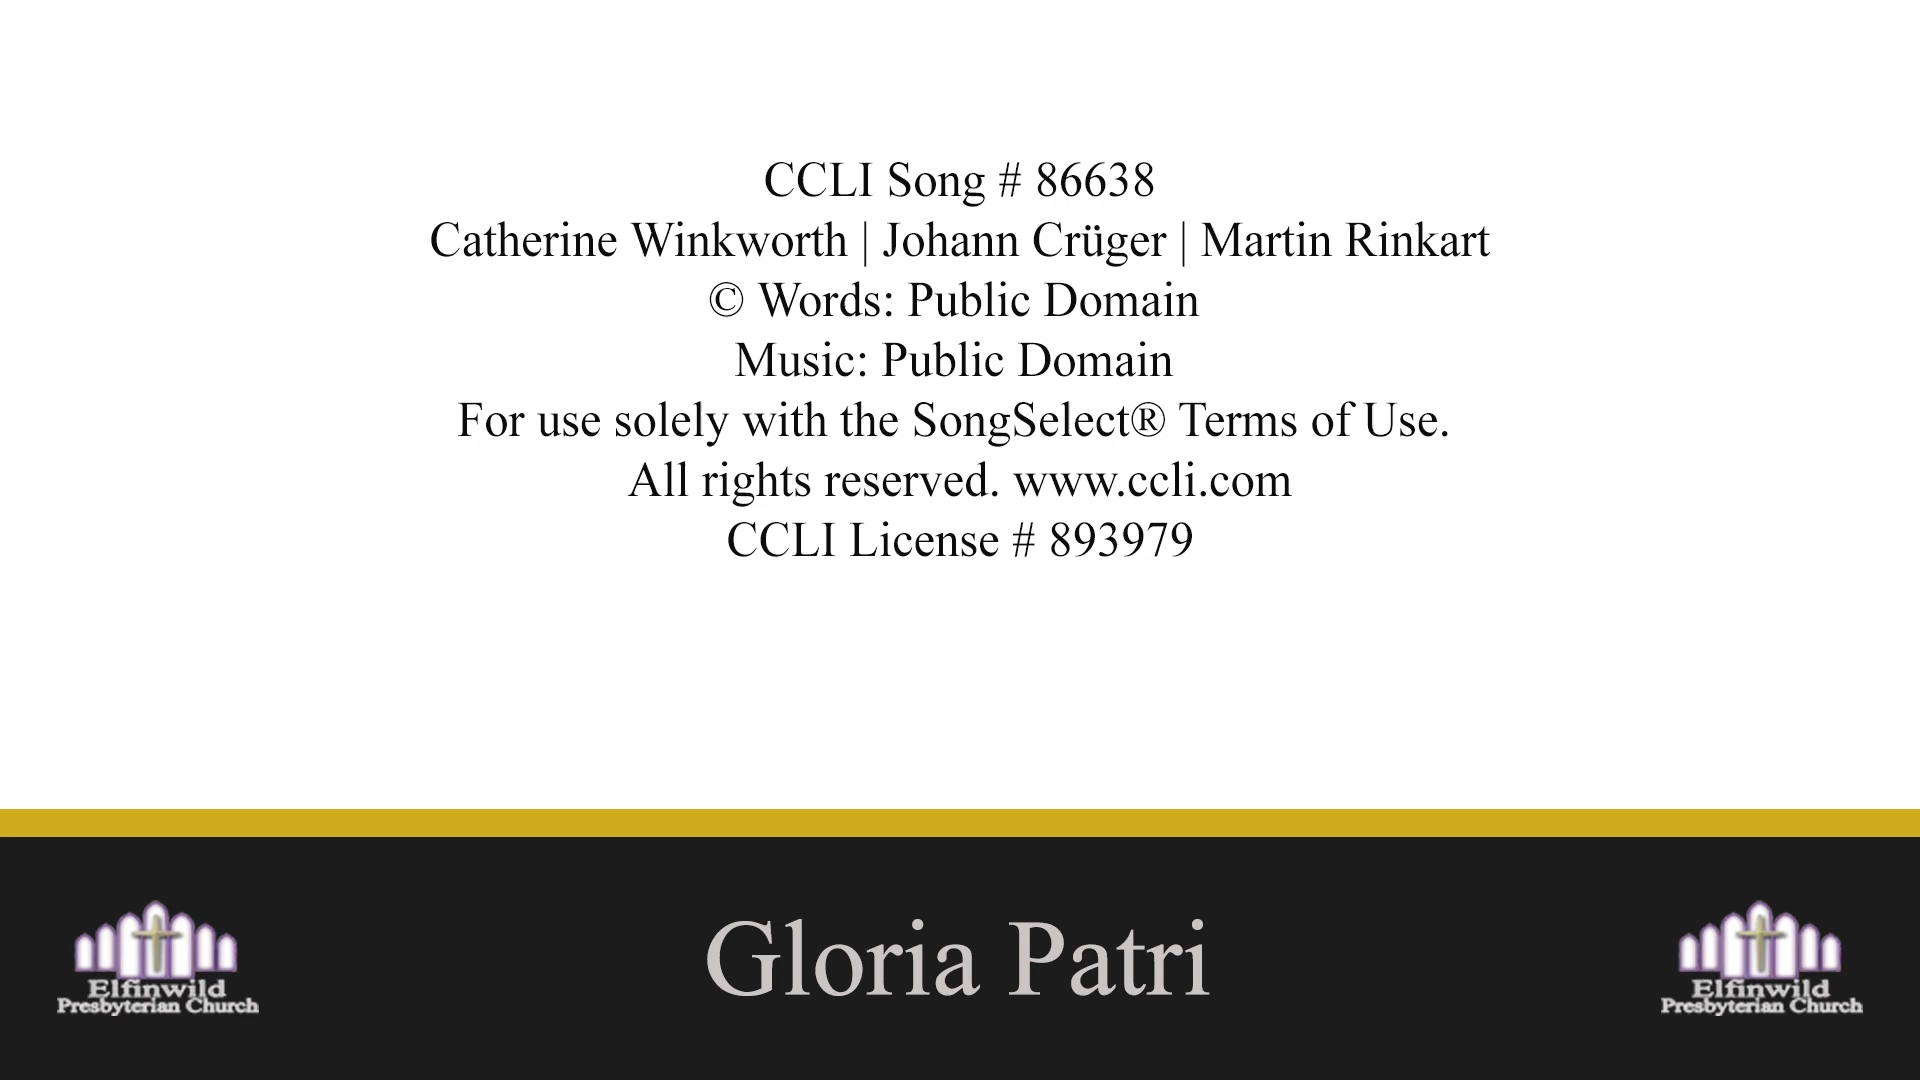 CCLI Song # 86638
Catherine Winkworth | Johann Crüger | Martin Rinkart
© Words: Public Domain
Music: Public Domain
For use solely with the SongSelect® Terms of Use.
All rights reserved. www.ccli.com
CCLI License # 893979
Gloria Patri
Elfinwild
Presbyterian Church
Elfinwild
Presbyterian Church